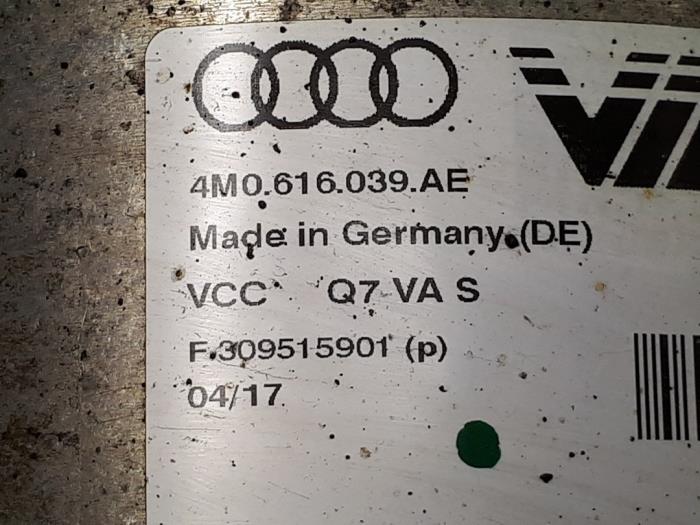 4M0.616.039.AE
Made in Germany (DE)
VCC Q7 VA S
F.309515901 (p)
04/17